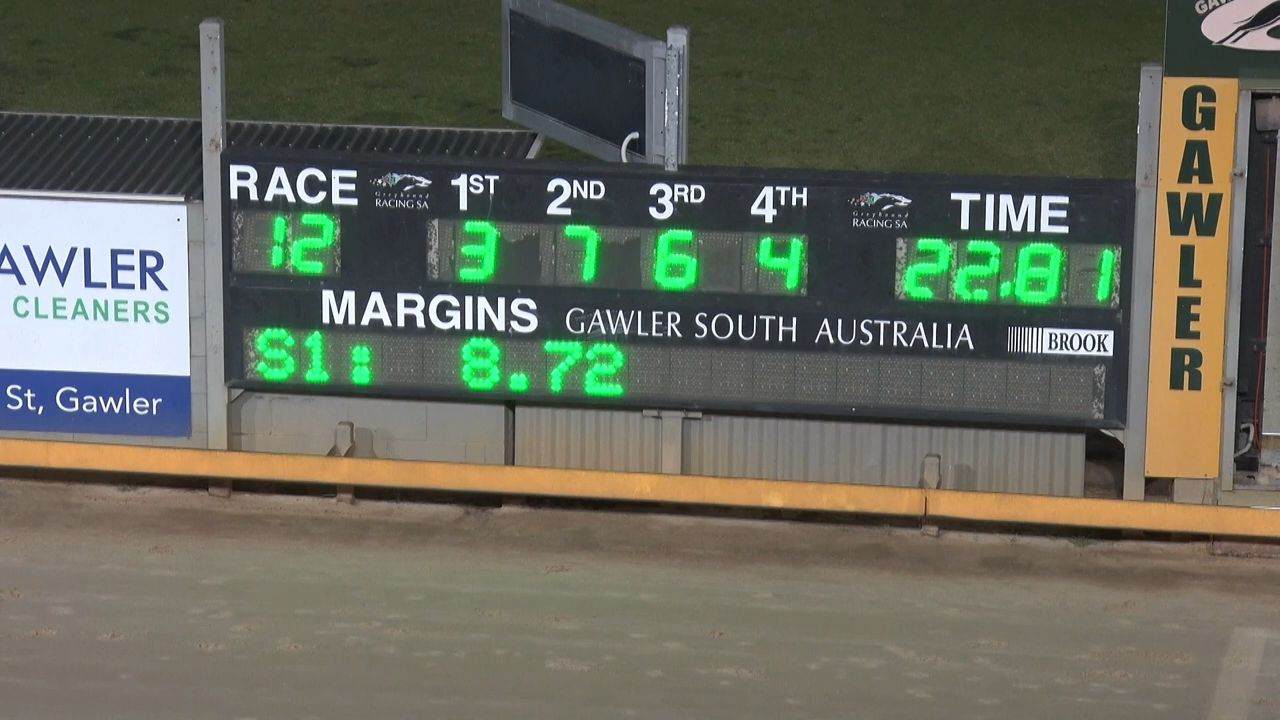 GAW
GAWLER
RACE
RACING SA
1ST 2ND 3RD 4TH
Greyhound
RACING SA
TIME
12 3 7 6 4 22.81
MARGINS GAWLER SOUTH AUSTRALIA BROOK
S1: 8.72
AWLER
CLEANERS
St, Gawler